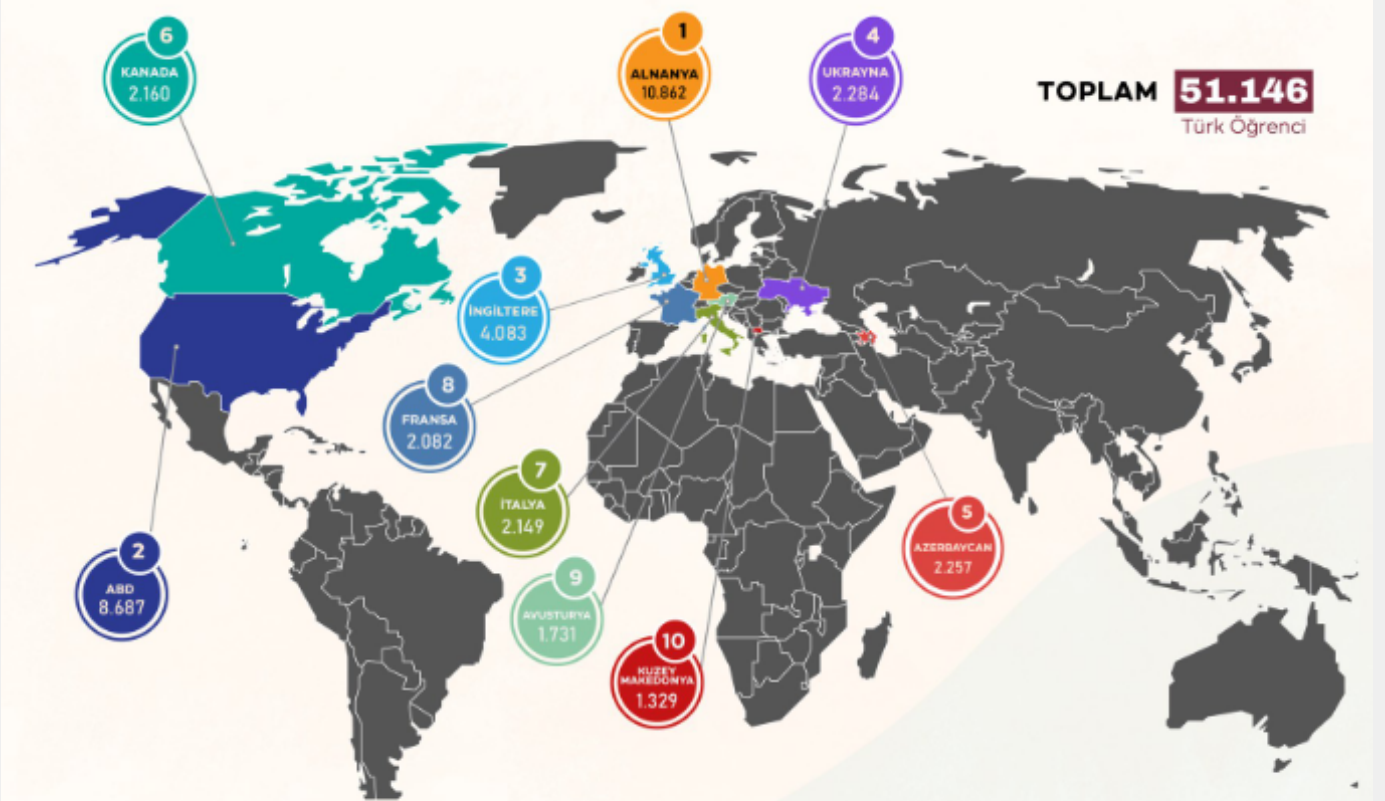 6
KANADA
2.160
1
ALNANYA
10.862
4
UKRAYNA
2.284
TOPLAM 51.146
Türk Öğrenci
3
İNGİLTERE
4.083
8
FRANSA
2.082
7
İTALYA
2.149
5
AZERBAYCAN
2.257
2
ABD
8.687
9
AVUSTURYA
1.731
10
KUZEY
MAKEDONYA
1.329